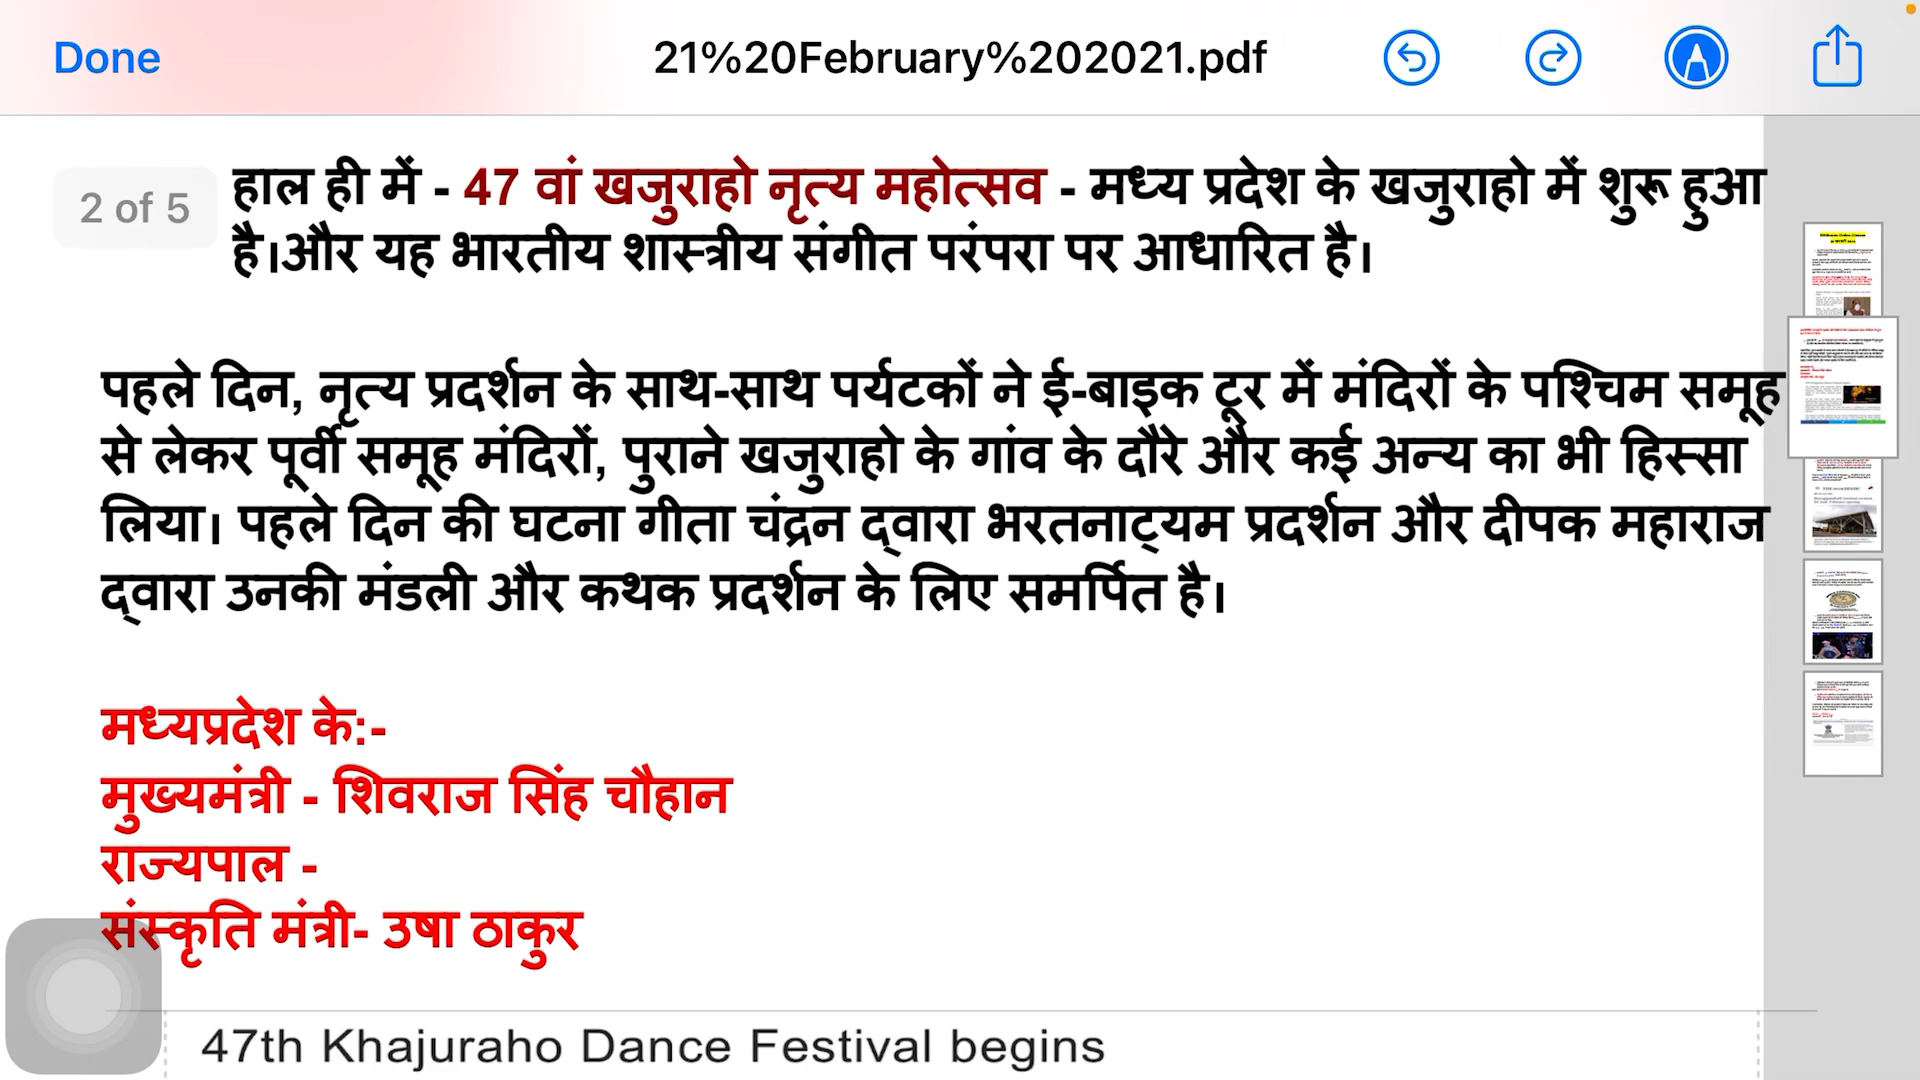 Done
21%20February%202021.pdf
2 of 5
हाल ही में - 47 वां खजुराहो नृत्य महोत्सव - मध्य प्रदेश के खजुराहो में शुरू हुआ
है।और यह भारतीय शास्त्रीय संगीत परंपरा पर आधारित है।
पहले दिन, नृत्य प्रदर्शन के साथ-साथ पर्यटकों ने ई-बाइक टूर में मंदिरों के पश्चिम समूह
से लेकर पूर्वी समूह मंदिरों, पुराने खजुराहो के गांव के दौरे और कई अन्य का भी हिस्सा
लिया। पहले दिन की घटना गीता चंद्रन द्वारा भरतनाट्यम प्रदर्शन और दीपक महाराज
द्वारा उनकी मंडली और कथक प्रदर्शन के लिए समर्पित है।
मध्यप्रदेश के:-
मुख्यमंत्री - शिवराज सिंह चौहान
राज्यपाल -
संस्कृति मंत्री- उषा ठाकुर
47th Khajuraho Dance Festival begins